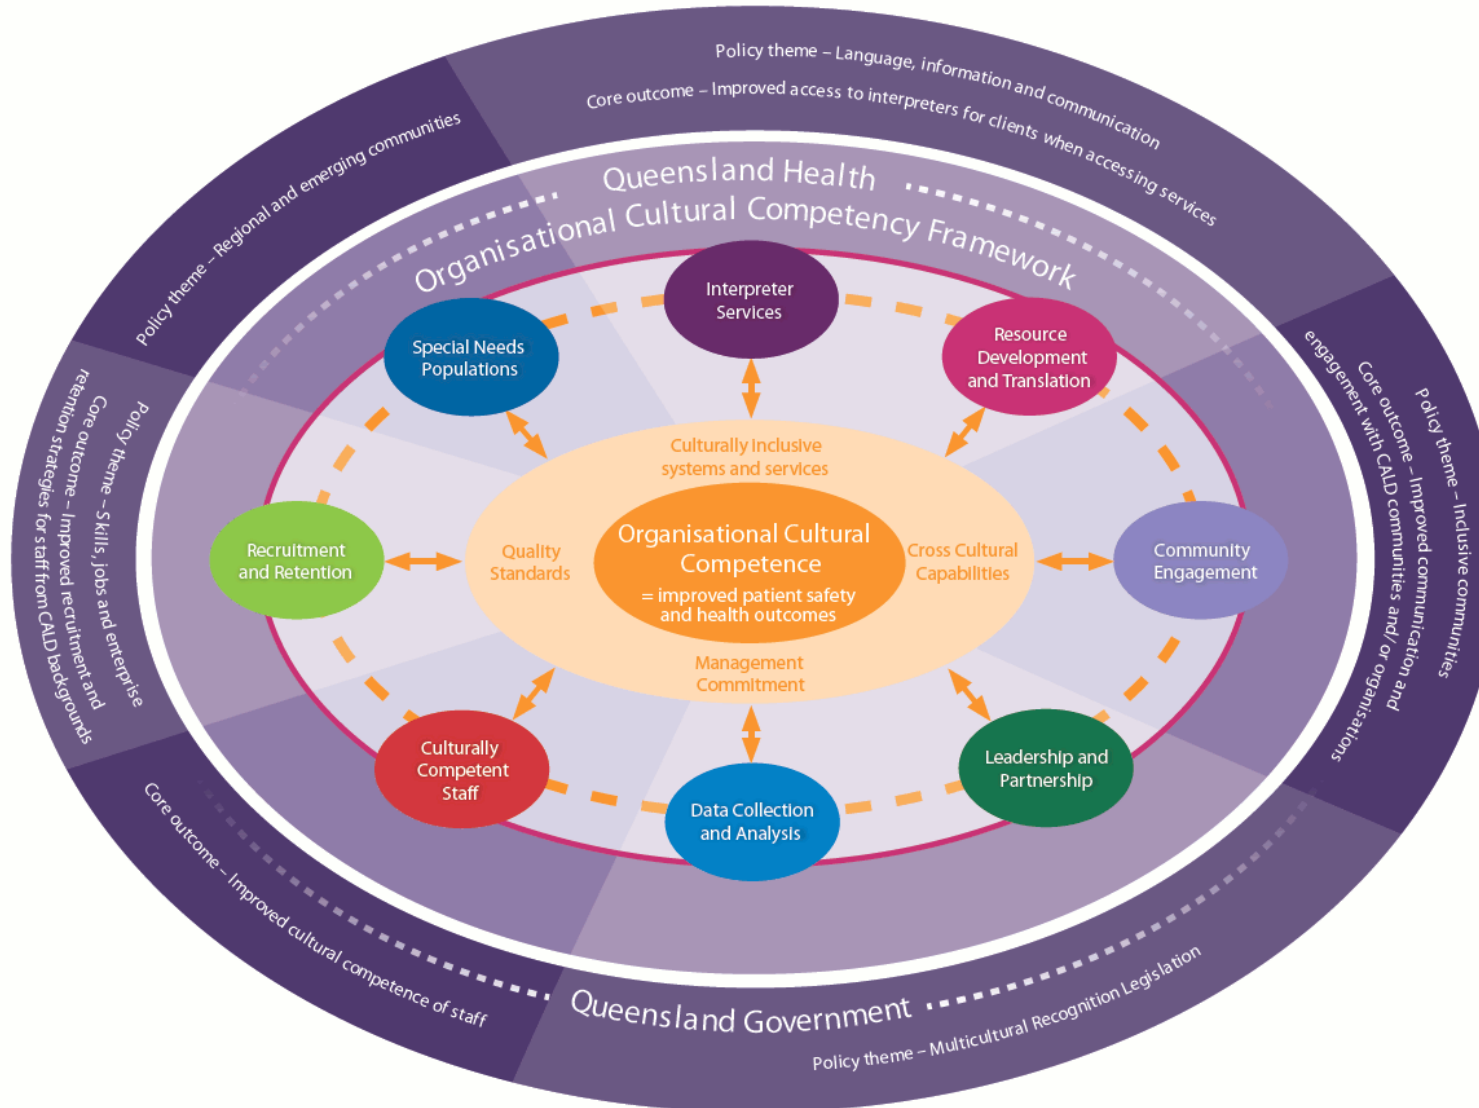 Policy theme – Language, information and communication
Core outcome – Improved access to interpreters for clients when accessing services
Policy theme – Regional and emerging communities
Queensland Health
Organisational Cultural Competency Framework
Interpreter
Services
Special Needs
Populations
Resource
Development
and Translation
Policy theme – Inclusive communities
Core outcome – Improved communication and
engagement with CALD communities and/or organisations
Policy theme – Skills, jobs and enterprise
Core outcome – Improved recruitment and
retention strategies for staff from CALD backgrounds
Culturally Inclusive
systems and services
Recruitment
and Retention
Quality
Standards
Organisational Cultural
Competence
= improved patient safety
and health outcomes
Cross Cultural
Capabilities
Community
Engagement
Management
Commitment
Culturally
Competent
Staff
Data Collection
and Analysis
Leadership and
Partnership
Core outcome – Improved cultural competence of staff
Queensland Government
Policy theme – Multicultural Recognition Legislation